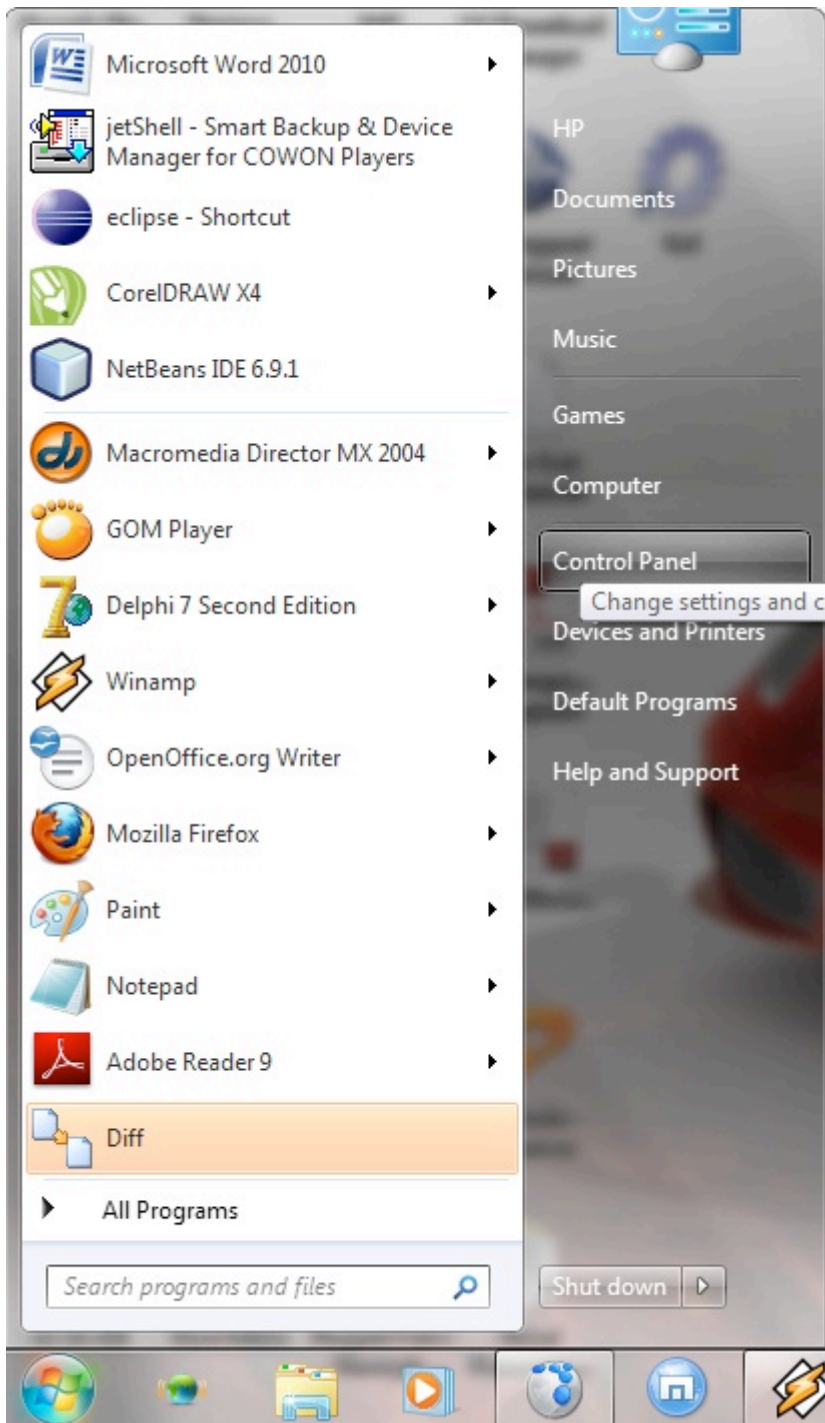 Microsoft Word 2010
jetShell - Smart Backup & Device
Manager for COWON Players
eclipse - Shortcut
CorelDRAW X4
NetBeans IDE 6.9.1
Macromedia Director MX 2004
GOM Player
Delphi 7 Second Edition
Winamp
OpenOffice.org Writer
Mozilla Firefox
Paint
Notepad
Adobe Reader 9
Diff
All Programs
Search programs and files
HP
Documents
Pictures
Music
Games
Computer
Control Panel
Change settings and c
Devices and Printers
Default Programs
Help and Support
Shut down